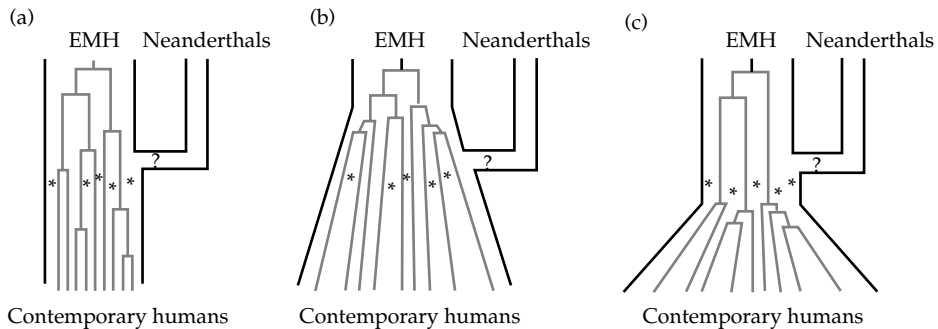 (a)
EMH Neanderthals
?
* * * * *
Contemporary humans
(b)
EMH Neanderthals
?
* * * * *
Contemporary humans
(c)
EMH Neanderthals
?
* * * * *
Contemporary humans